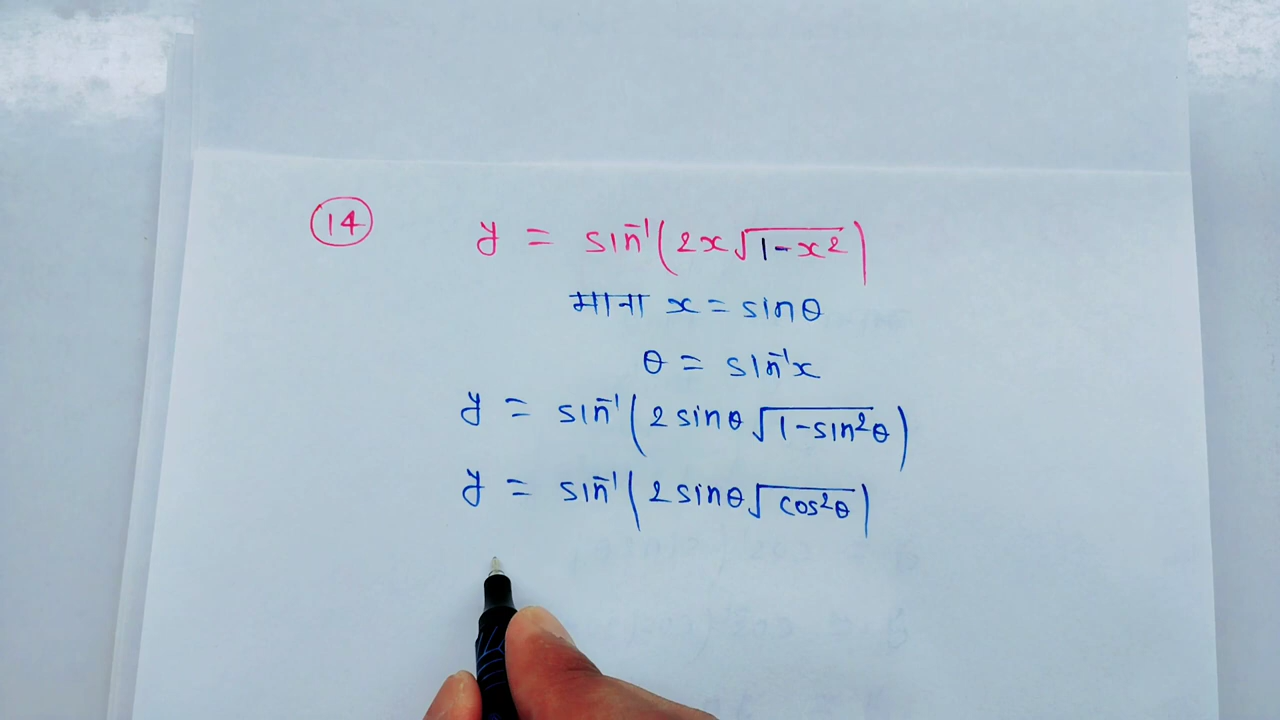 14 y = sin⁻¹(2x√(1-x²))
माना x = sinθ
θ = sin⁻¹x
y = sin⁻¹(2sinθ√(1-sin²θ))
y = sin⁻¹(2sinθ√(cos²θ))